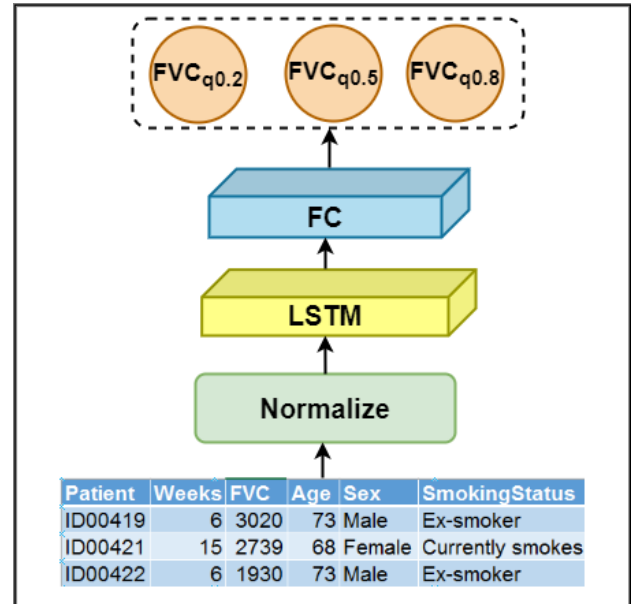 FVCq0.2 FVCq0.5 FVCq0.8
FC
LSTM
Normalize
Patient Weeks FVC Age Sex SmokingStatus
ID00419 6 3020 73 Male Ex-smoker
ID00421 15 2739 68 Female Currently smokes
ID00422 6 1930 73 Male Ex-smoker